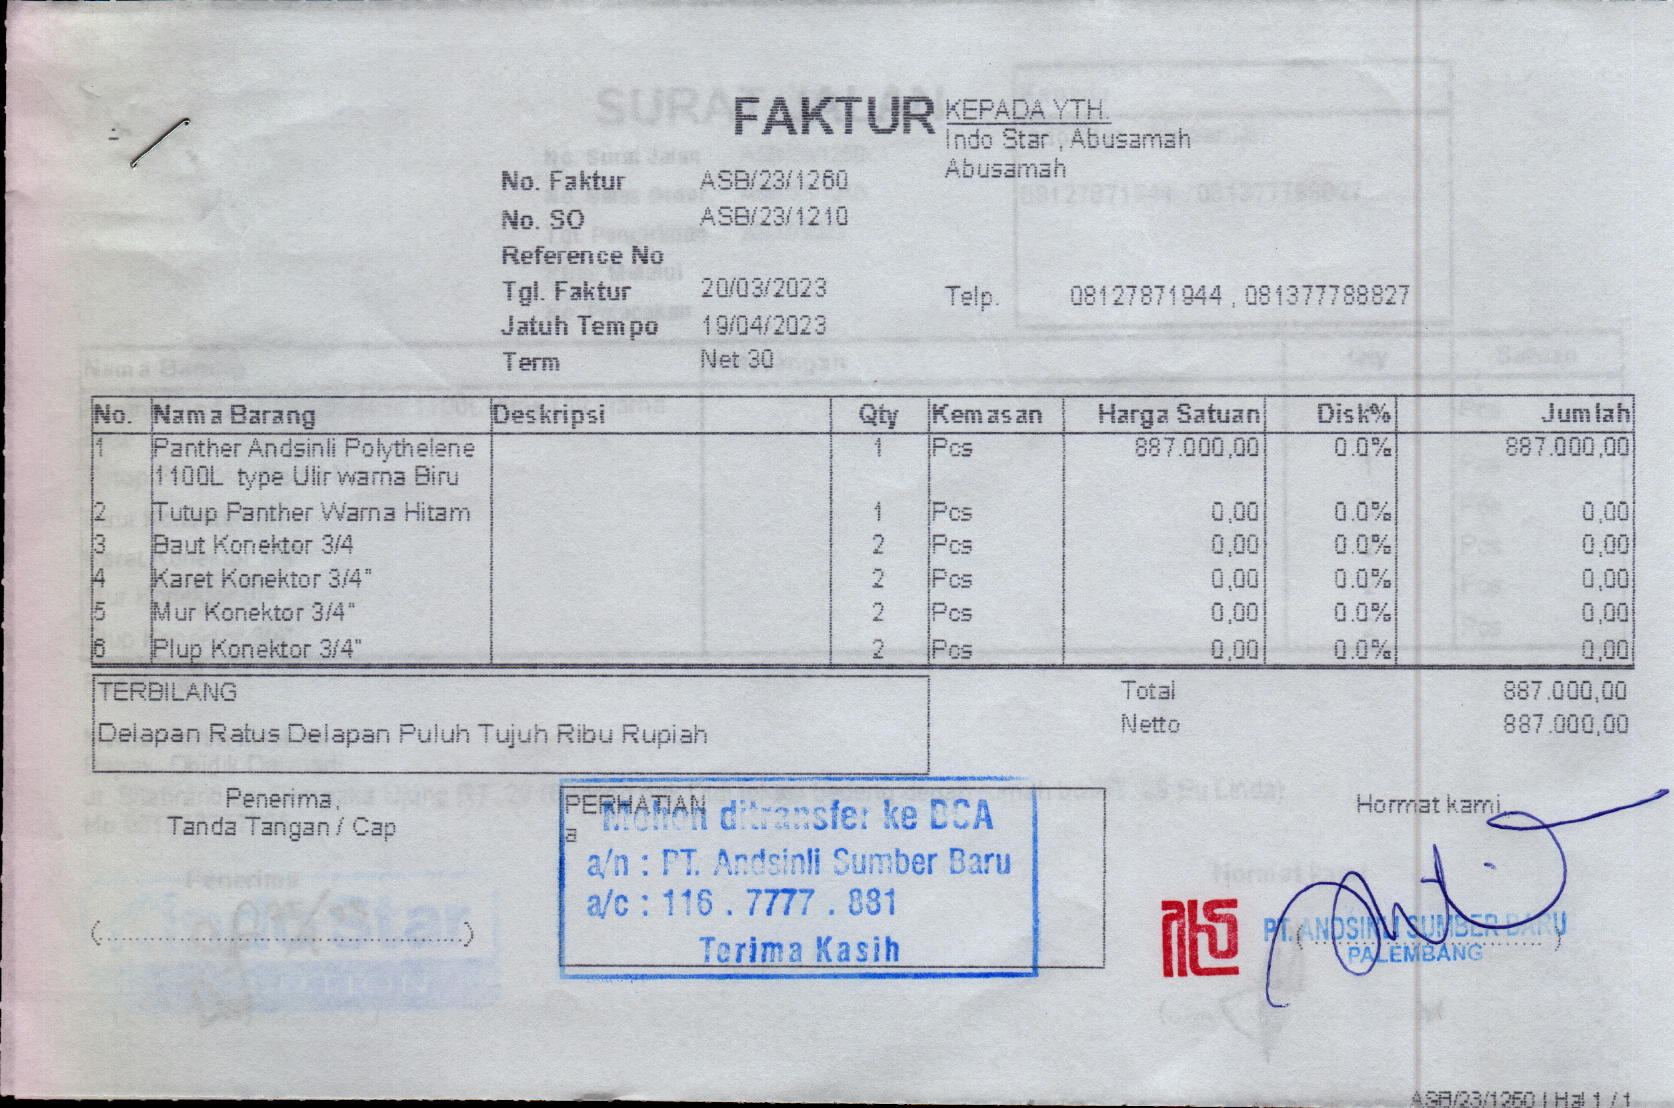 FAKTUR
KEPADA YTH.
Indo Star , Abusamah
Abusamah
No. Faktur ASB/23/1260
No. SO ASB/23/1210
Reference No
Tgl. Faktur 20/03/2023
Telp. 08127871944 , 081377788827
Jatuh Tempo 19/04/2023
Term Net 30
No. Nama Barang Deskripsi Qty Kemasan Harga Satuan Disk% Jumlah
1 Panther Andsinli Polythelene 1 Pcs 887.000,00 0.0% 887.000,00
1100L type Ulir warna Biru
2 Tutup Panther Warna Hitam 1 Pcs 0,00 0.0% 0,00
3 Baut Konektor 3/4 2 Pcs 0,00 0.0% 0,00
4 Karet Konektor 3/4" 2 Pcs 0,00 0.0% 0,00
5 Mur Konektor 3/4" 2 Pcs 0,00 0.0% 0,00
6 Plup Konektor 3/4" 2 Pcs 0,00 0.0% 0,00
TERBILANG
Delapan Ratus Delapan Puluh Tujuh Ribu Rupiah
Total 887.000,00
Netto 887.000,00
Penerima,
Tanda Tangan / Cap
(....................................................)
PERHATIAN
a
Mohon ditransfer ke BCA
a/n : PT. Andsinli Sumber Baru
a/c : 116 . 7777 . 881
Terima Kasih
Hormat kami,
PT. ANDSINLI SUMBER BARU
PALEMBANG
ASB/23/1260 | Hal 1 / 1